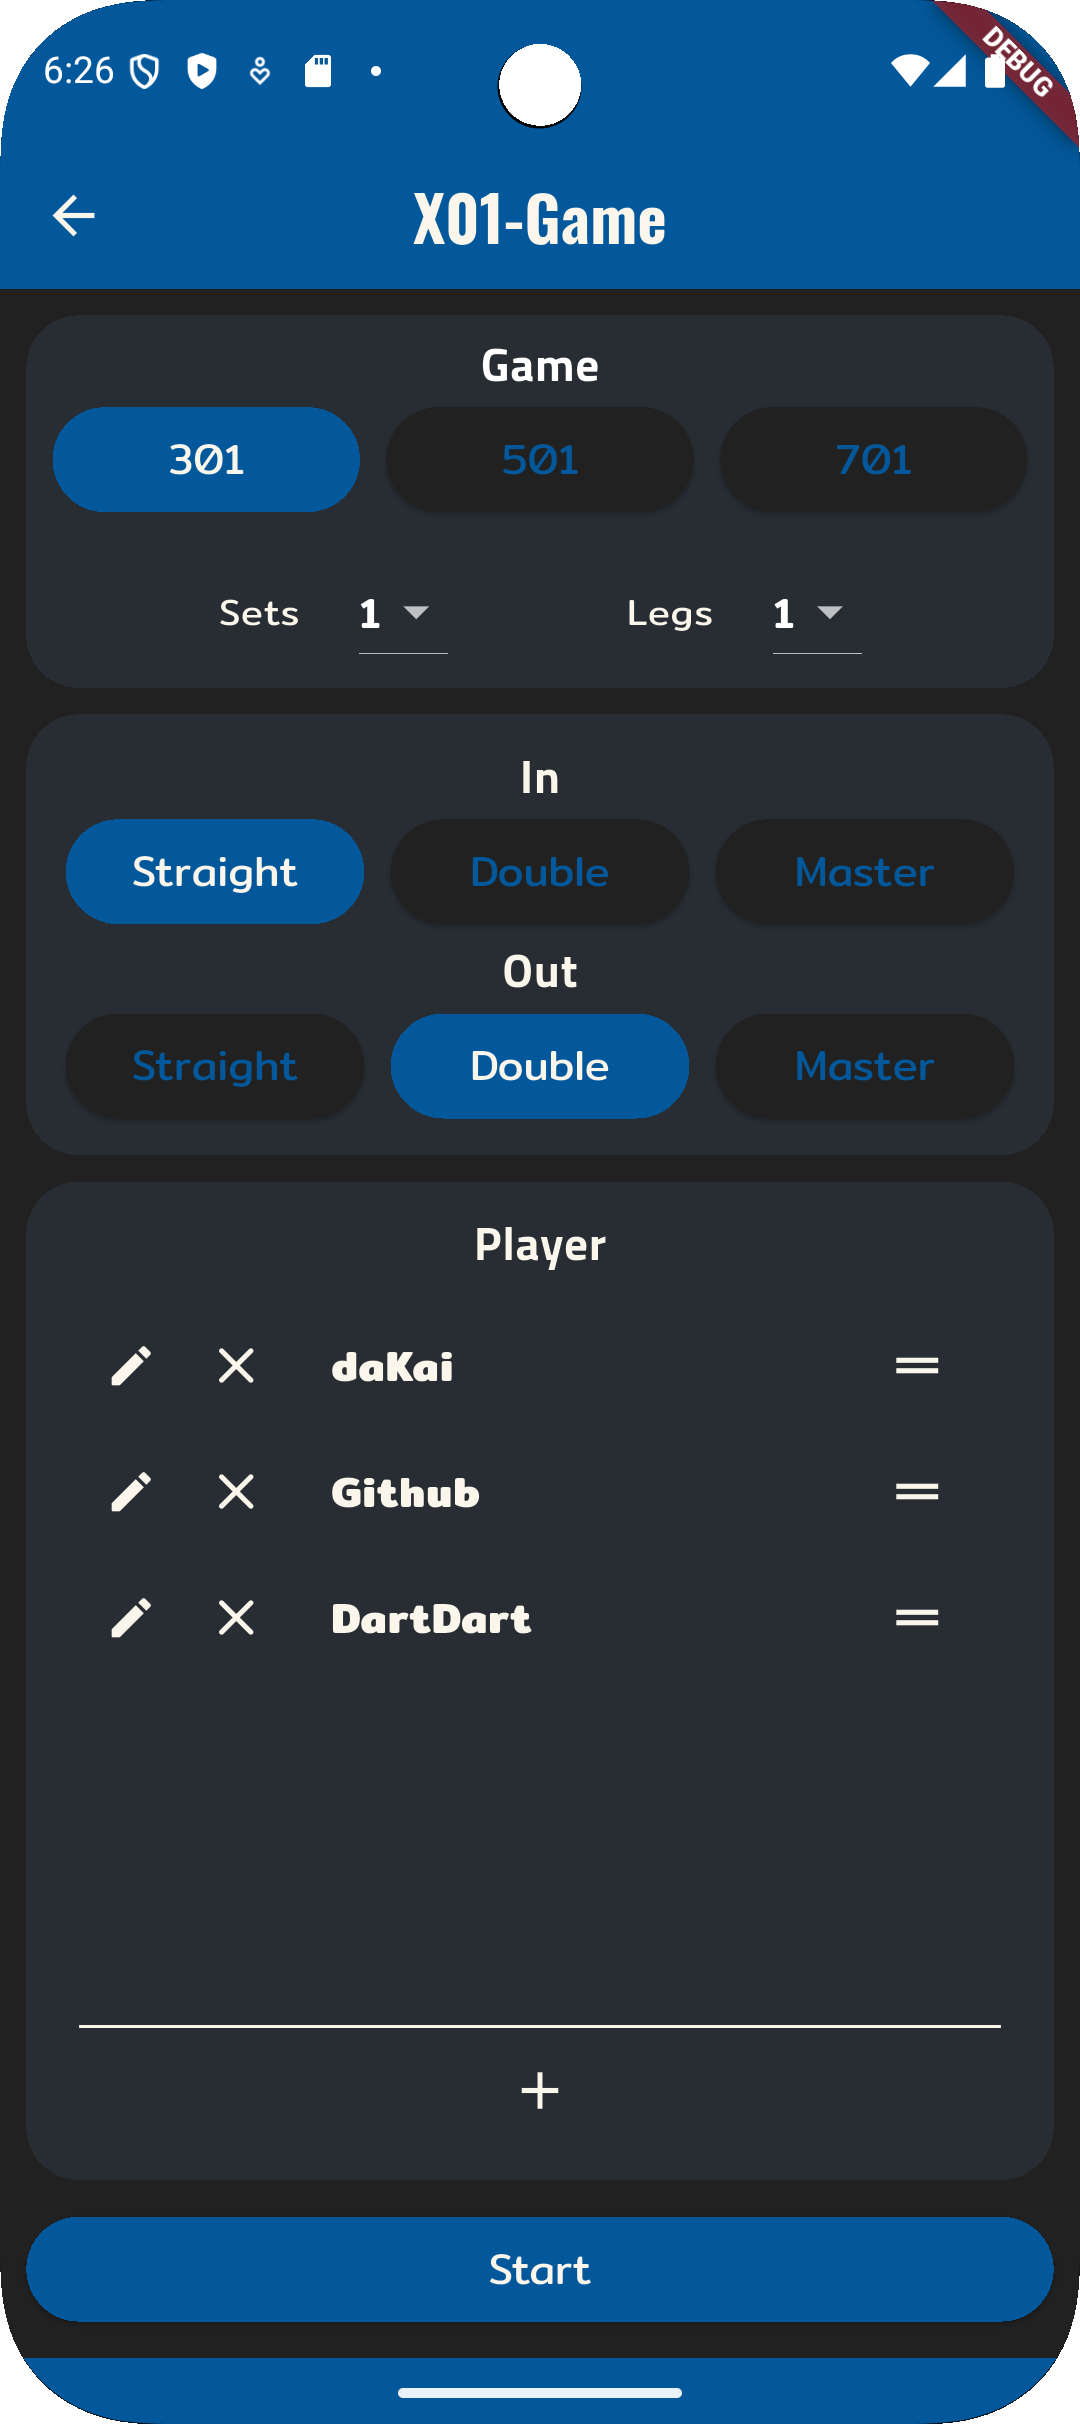 6:26
DEBUG
X01-Game
Game
301 501 701
Sets 1 Legs 1
In
Straight Double Master
Out
Straight Double Master
Player
daKai
Github
DartDart
Start